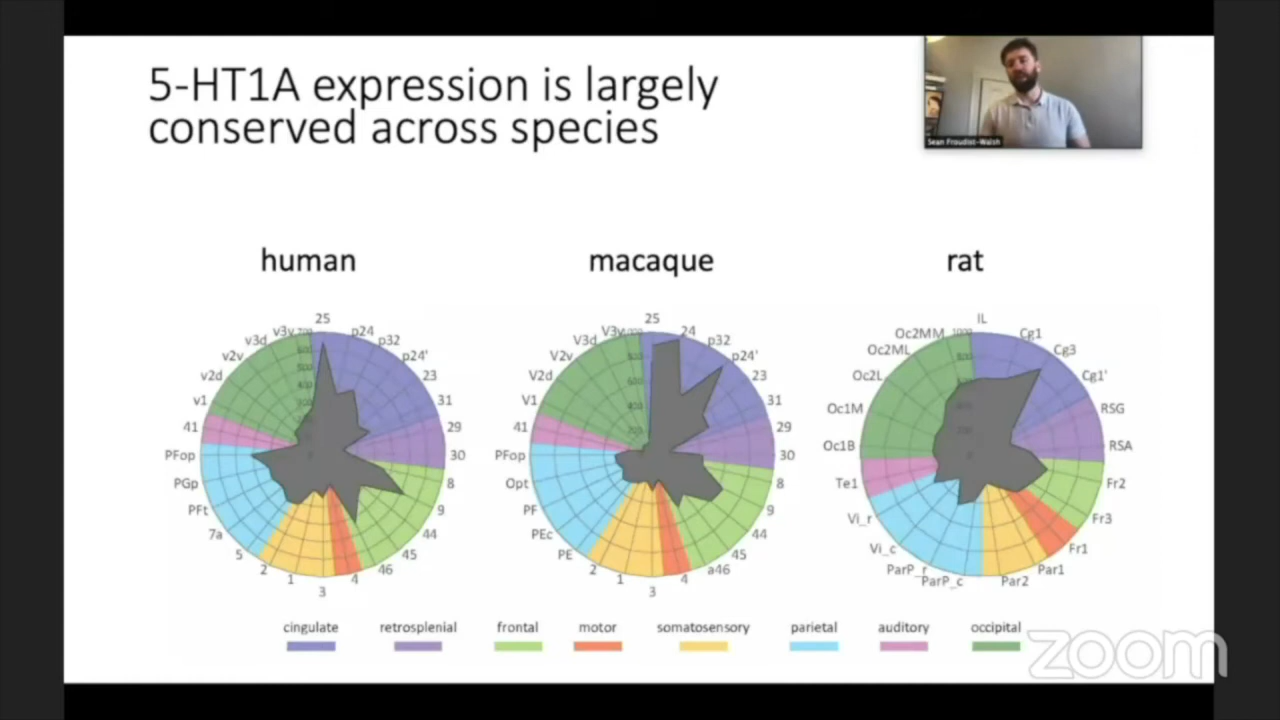 5-HT1A expression is largely
conserved across species
Sean Froudist-Walsh
human
macaque
rat
25
p24
p32
p24'
23
31
29
30
8
9
44
45
46
4
3
1
2
5
7a
PFt
PGp
PFop
41
v1
v2d
v2v
v3d
v3v
700
25
24
p32
p24'
23
31
29
30
8
9
44
45
a46
4
3
1
2
PE
PEc
PF
Opt
PFop
41
V1
V2d
V2v
V3d
V3v
IL
Cg1
Cg3
Cg1'
RSG
RSA
Fr2
Fr3
Fr1
Par1
Par2
ParP_c
ParP_r
Vi_c
Vi_r
Te1
Oc1B
Oc1M
Oc2L
Oc2ML
Oc2MM
1000
cingulate
retrosplenial
frontal
motor
somatosensory
parietal
auditory
occipital
zoom